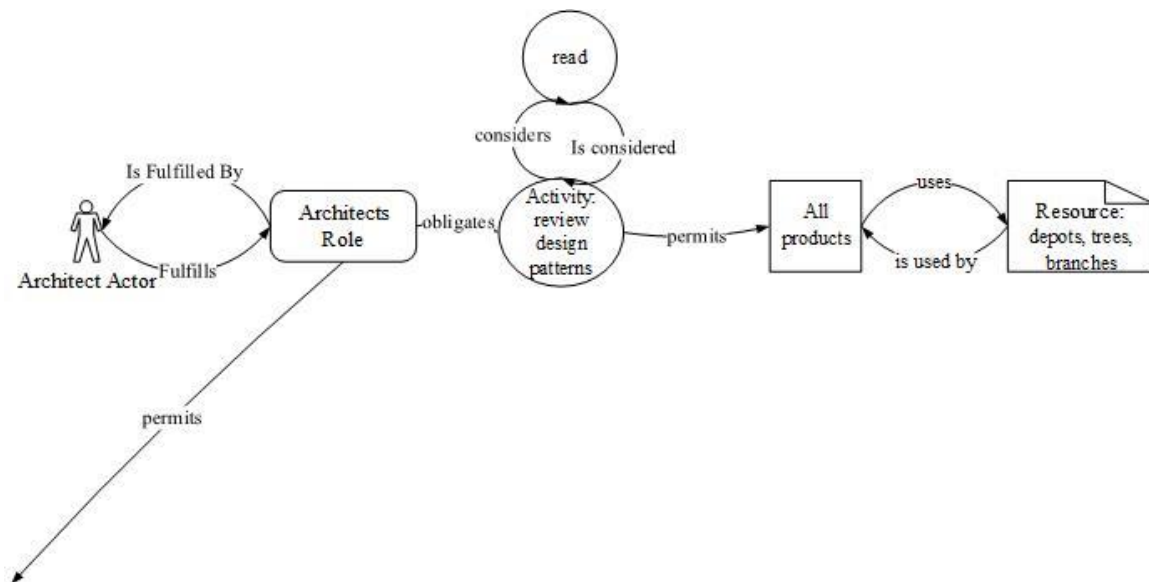 read
considers
Is considered
Is Fulfilled By
Architects
Role
obligates
Activity:
review
design
patterns
permits
All
products
uses
is used by
Resource:
depots, trees,
branches
Fulfills
Architect Actor
permits